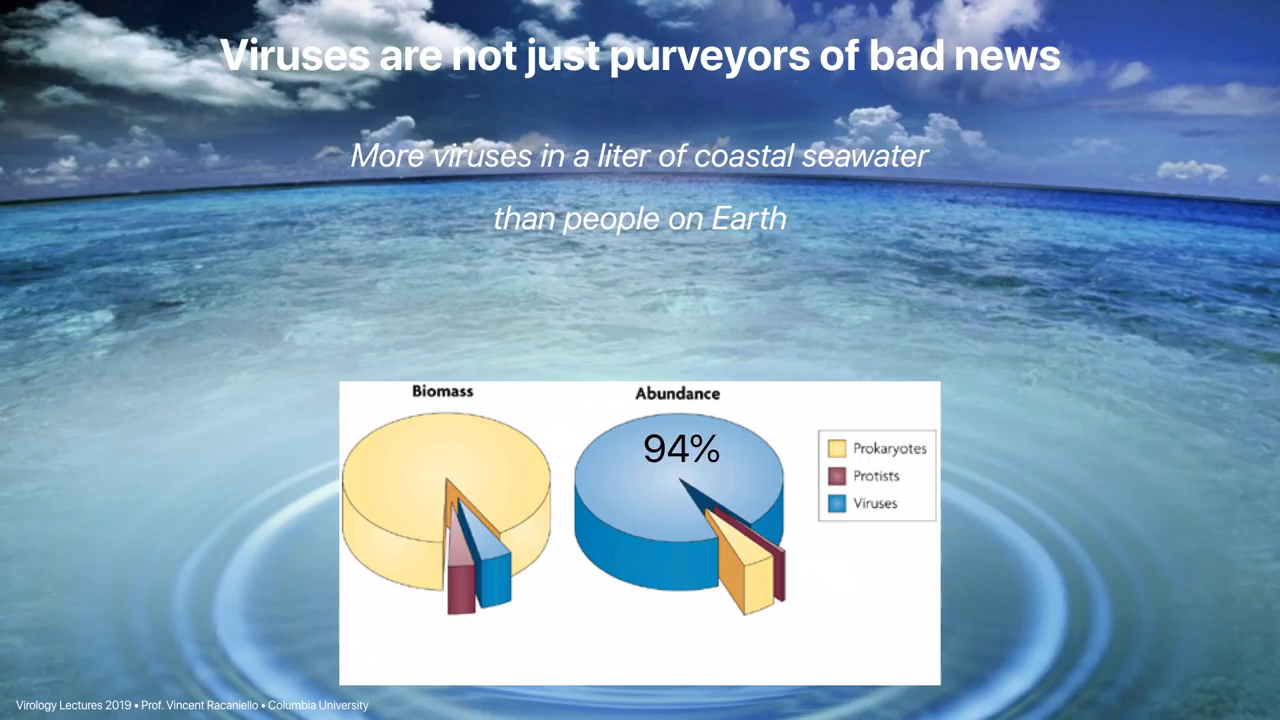 Viruses are not just purveyors of bad news
More viruses in a liter of coastal seawater
than people on Earth
Biomass
Abundance
94%
Prokaryotes
Protists
Viruses
Virology Lectures 2019 • Prof. Vincent Racaniello • Columbia University